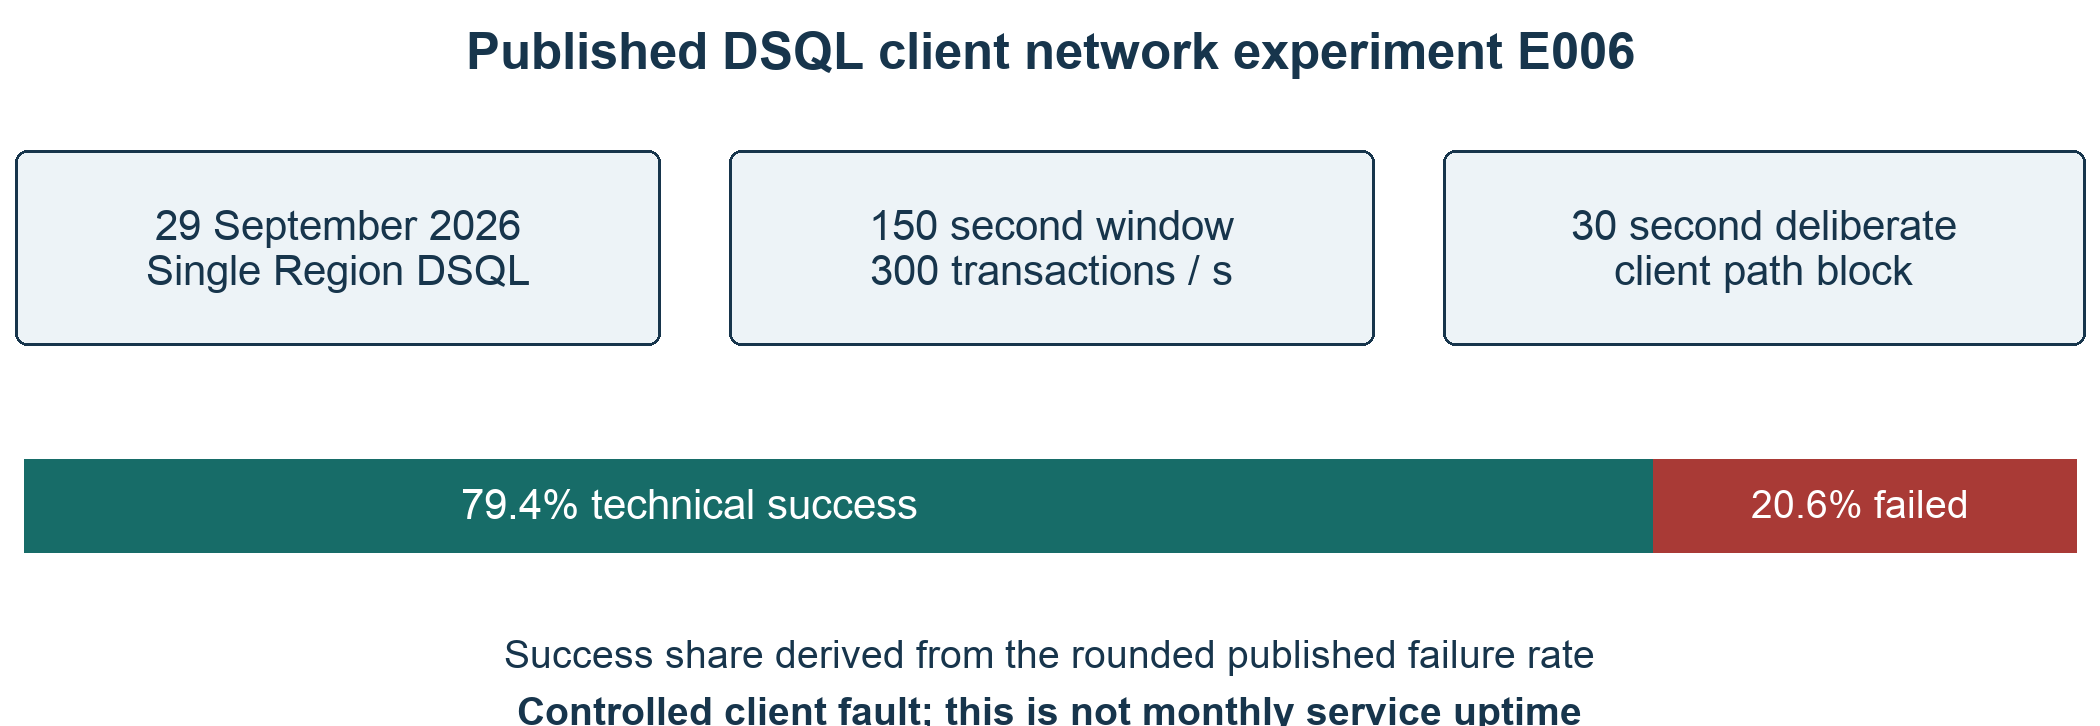 Published DSQL client network experiment E006
29 September 2026
Single Region DSQL
150 second window
300 transactions / s
30 second deliberate
client path block
79.4% technical success
20.6% failed
Success share derived from the rounded published failure rate
Controlled client fault; this is not monthly service uptime